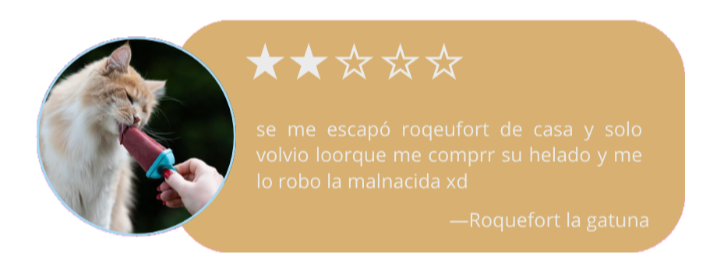 se me escapó roqeufort de casa y solo
volvio loorque me comprr su helado y me
lo robo la malnacida xd
—Roquefort la gatuna